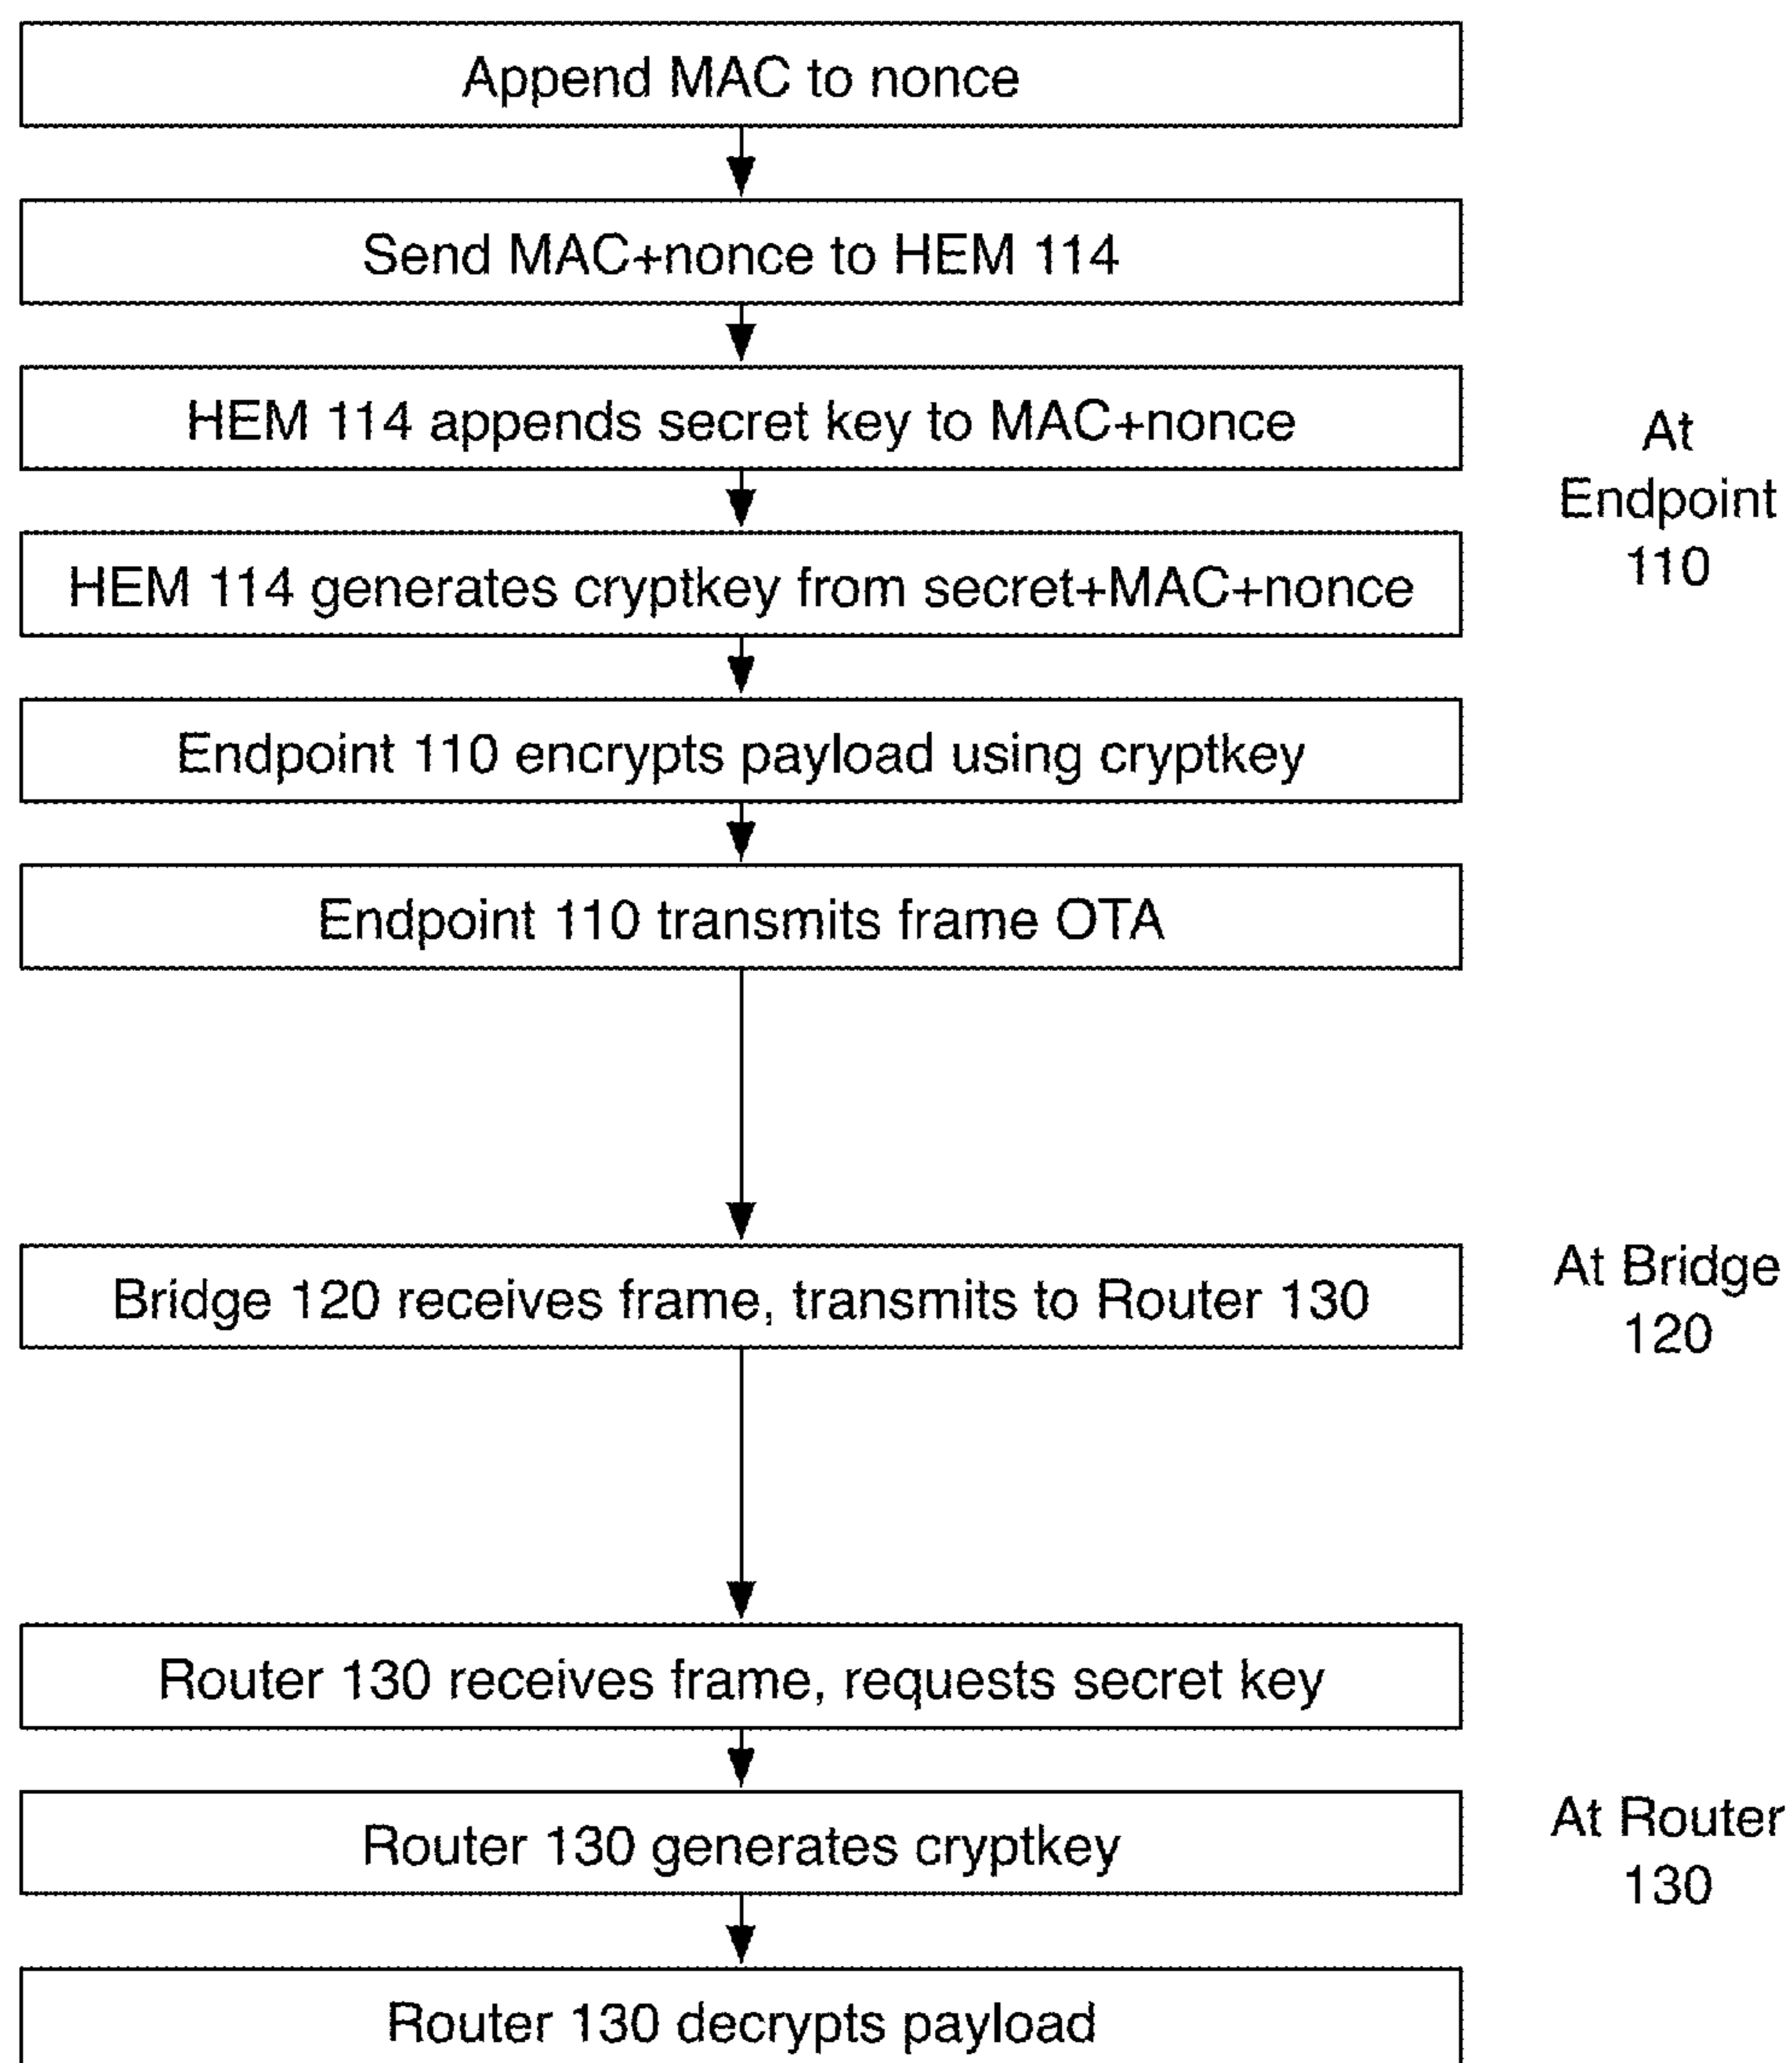 Append MAC to nonce
Send MAC+nonce to HEM 114
HEM 114 appends secret key to MAC+nonce
HEM 114 generates cryptkey from secret+MAC+nonce
Endpoint 110 encrypts payload using cryptkey
Endpoint 110 transmits frame OTA
At
Endpoint
110
Bridge 120 receives frame, transmits to Router 130
At Bridge
120
Router 130 receives frame, requests secret key
Router 130 generates cryptkey
Router 130 decrypts payload
At Router
130